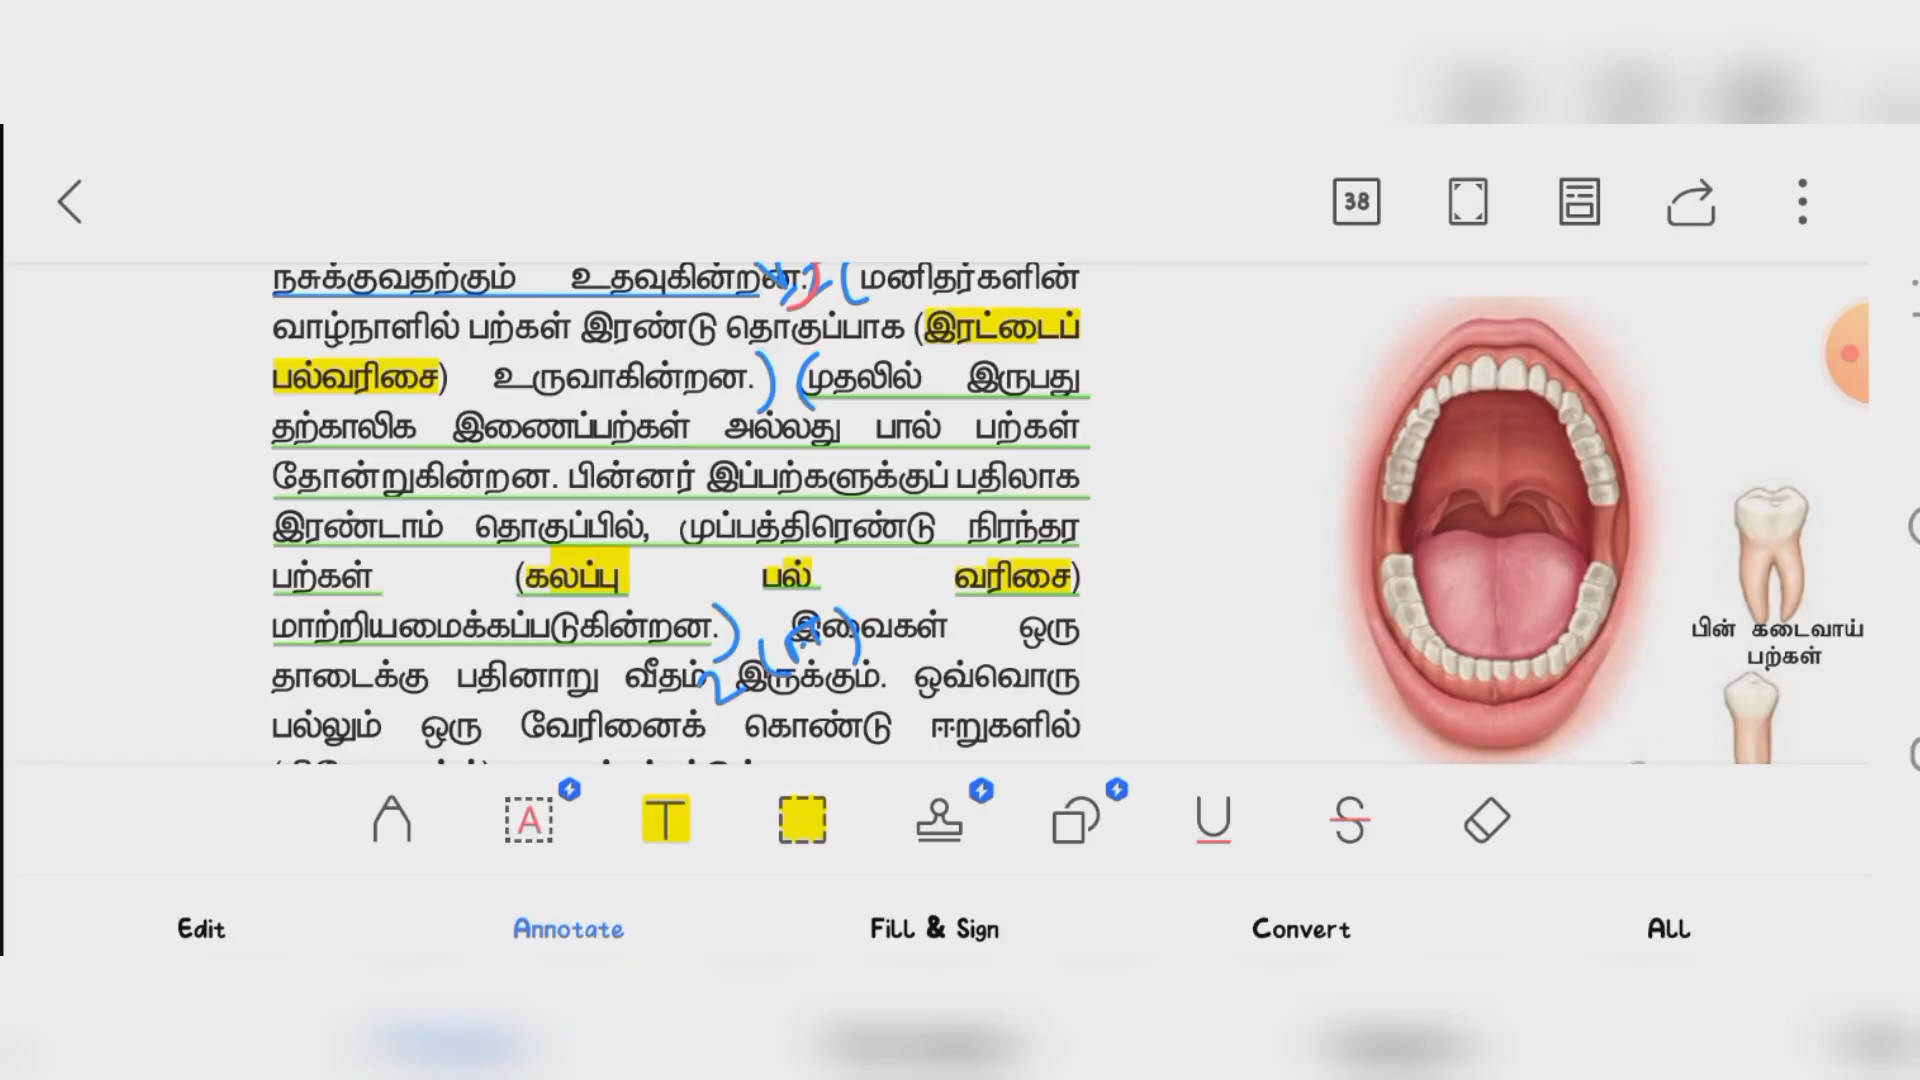 38
நசுக்குவதற்கும் உதவுகின்றன. மனிதர்களின்
வாழ்நாளில் பற்கள் இரண்டு தொகுப்பாக (இரட்டைப்
பல்வரிசை) உருவாகின்றன. முதலில் இருபது
தற்காலிக இணைப்பற்கள் அல்லது பால் பற்கள்
தோன்றுகின்றன. பின்னர் இப்பற்களுக்குப் பதிலாக
இரண்டாம் தொகுப்பில், முப்பத்திரெண்டு நிரந்தர
பற்கள் (கலப்பு பல் வரிசை)
மாற்றியமைக்கப்படுகின்றன. இவைகள் ஒரு
தாடைக்கு பதினாறு வீதம் இருக்கும். ஒவ்வொரு
பல்லும் ஒரு வேரினைக் கொண்டு ஈறுகளில்
பின் கடைவாய்
பற்கள்
Edit Annotate Fill & Sign Convert All